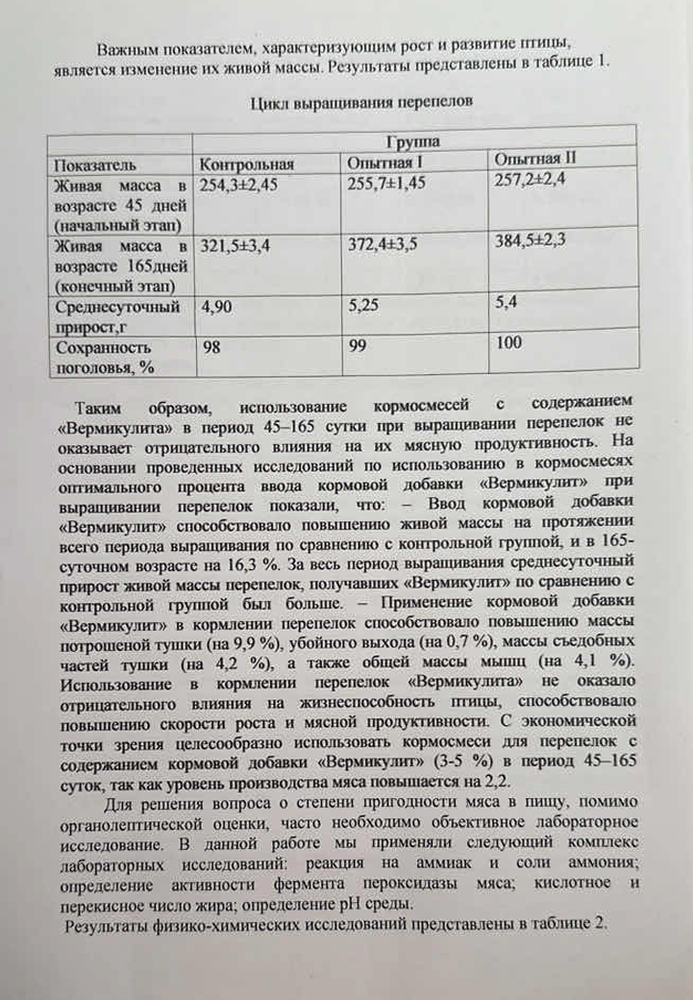 Важным показателем, характеризующим рост и развитие птицы,
является изменение их живой массы. Результаты представлены в таблице 1.
Цикл выращивания перепелов
Группа
Показатель Контрольная Опытная I Опытная II
Живая масса в 254,3±2,45 255,7±1,45 257,2±2,4
возрасте 45 дней
(начальный этап)
Живая масса в 321,5±3,4 372,4±3,5 384,5±2,3
возрасте 165дней
(конечный этап)
Среднесуточный 4,90 5,25 5,4
прирост,г
Сохранность 98 99 100
поголовья, %
Таким образом, использование кормосмесей с содержанием
«Вермикулита» в период 45–165 сутки при выращивании перепелок не
оказывает отрицательного влияния на их мясную продуктивность. На
основании проведенных исследований по использованию в кормосмесях
оптимального процента ввода кормовой добавки «Вермикулит» при
выращивании перепелок показали, что: – Ввод кормовой добавки
«Вермикулит» способствовало повышению живой массы на протяжении
всего периода выращивания по сравнению с контрольной группой, и в 165-
суточном возрасте на 16,3 %. За весь период выращивания среднесуточный
прирост живой массы перепелок, получавших «Вермикулит» по сравнению с
контрольной группой был больше. – Применение кормовой добавки
«Вермикулит» в кормлении перепелок способствовало повышению массы
потрошеной тушки (на 9,9 %), убойного выхода (на 0,7 %), массы съедобных
частей тушки (на 4,2 %), а также общей массы мышц (на 4,1 %).
Использование в кормлении перепелок «Вермикулита» не оказало
отрицательного влияния на жизнеспособность птицы, способствовало
повышению скорости роста и мясной продуктивности. С экономической
точки зрения целесообразно использовать кормосмеси для перепелок с
содержанием кормовой добавки «Вермикулит» (3-5 %) в период 45–165
суток, так как уровень производства мяса повышается на 2,2.
Для решения вопроса о степени пригодности мяса в пищу, помимо
органолептической оценки, часто необходимо объективное лабораторное
исследование. В данной работе мы применяли следующий комплекс
лабораторных исследований: реакция на аммиак и соли аммония;
определение активности фермента пероксидазы мяса; кислотное и
перекисное число жира; определение pH среды.
Результаты физико-химических исследований представлены в таблице 2.